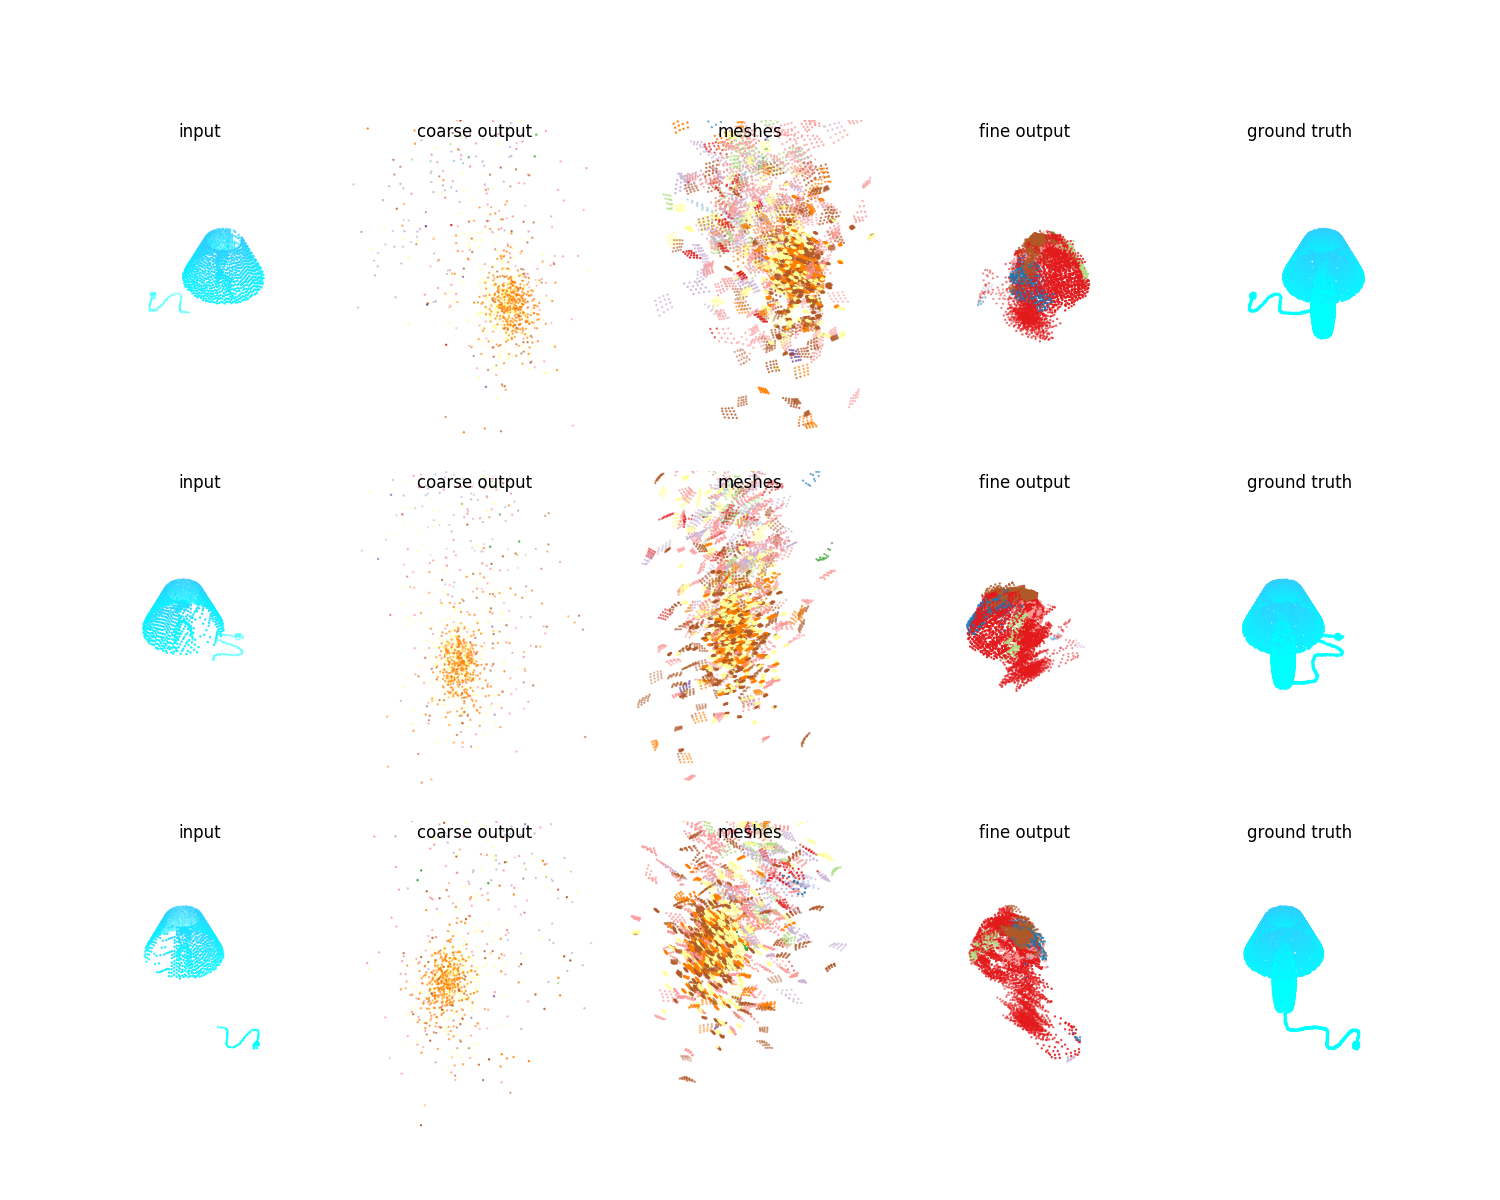 input
coarse output
meshes
fine output
ground truth
input
coarse output
meshes
fine output
ground truth
input
coarse output
meshes
fine output
ground truth